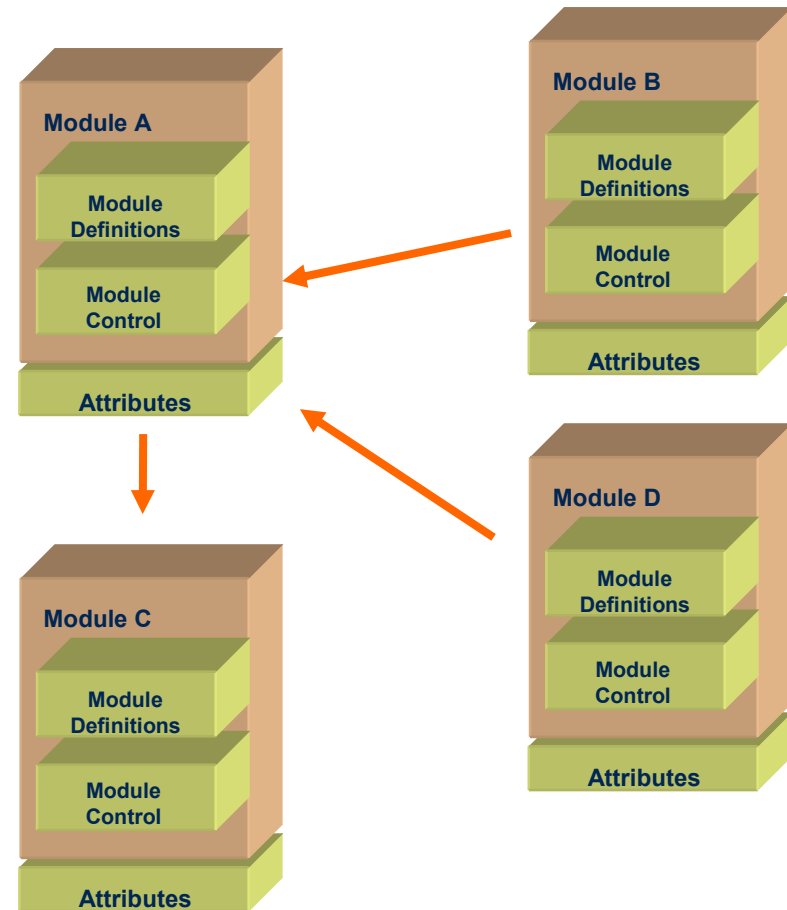 Module A
Module
Definitions
Module
Control
Attributes
Module B
Module
Definitions
Module
Control
Attributes
Module C
Module
Definitions
Module
Control
Attributes
Module D
Module
Definitions
Module
Control
Attributes